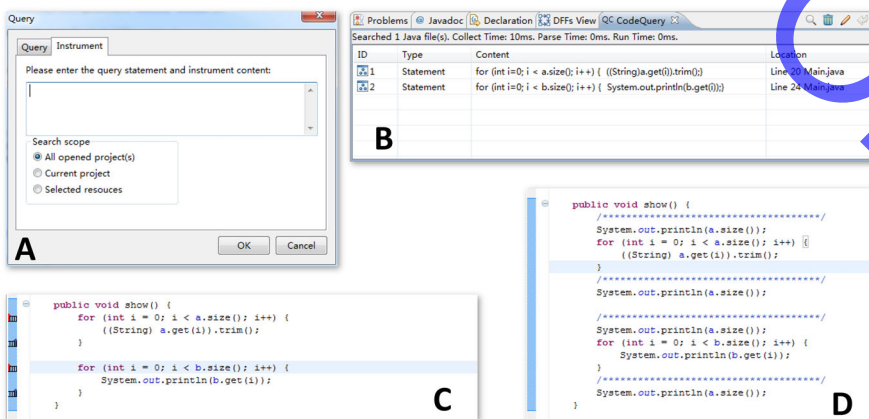 Query
Query Instrument
Please enter the query statement and instrument content:
Search scope
All opened project(s)
Current project
Selected resouces
OK Cancel
A
Problems @ Javadoc Declaration DFFs View QC CodeQuery
Searched 1 Java file(s). Collect Time: 10ms. Parse Time: 0ms. Run Time: 0ms.
ID Type Content Location
1 Statement for (int i=0; i < a.size(); i++) { ((String)a.get(i)).trim();} Line 20 Main.java
2 Statement for (int i=0; i < b.size(); i++) { System.out.println(b.get(i));} Line 24 Main.java
B
public void show() {
for (int i = 0; i < a.size(); i++) {
((String) a.get(i)).trim();
}
for (int i = 0; i < b.size(); i++) {
System.out.println(b.get(i));
}
}
C
public void show() {
/*************************************/
System.out.println(a.size());
for (int i = 0; i < a.size(); i++) {
((String) a.get(i)).trim();
}
/*************************************/
System.out.println(a.size());
/*************************************/
System.out.println(a.size());
for (int i = 0; i < b.size(); i++) {
System.out.println(b.get(i));
}
/*************************************/
System.out.println(a.size());
}
D